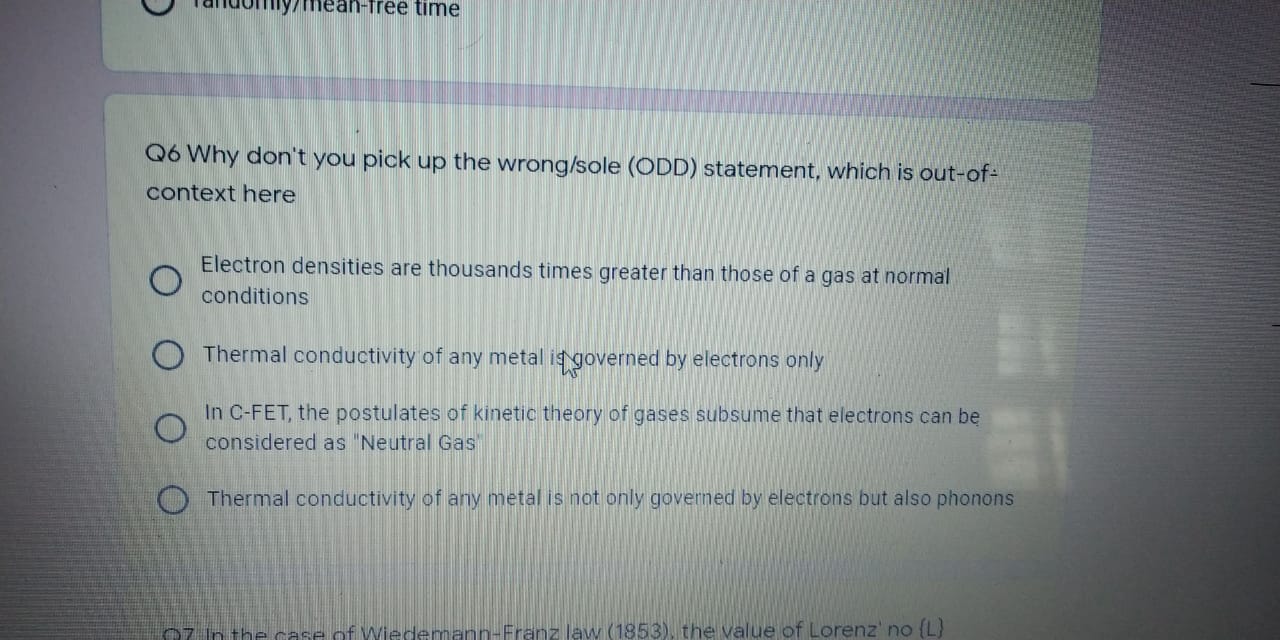 randomly/mean-free time
Q6 Why don't you pick up the wrong/sole (ODD) statement, which is out-of-
context here
Electron densities are thousands times greater than those of a gas at normal
conditions
Thermal conductivity of any metal is governed by electrons only
In C-FET, the postulates of kinetic theory of gases subsume that electrons can be
considered as "Neutral Gas"
Thermal conductivity of any metal is not only governed by electrons but also phonons
Q7 In the case of Wiedemann-Franz law (1853), the value of Lorenz' no {L}